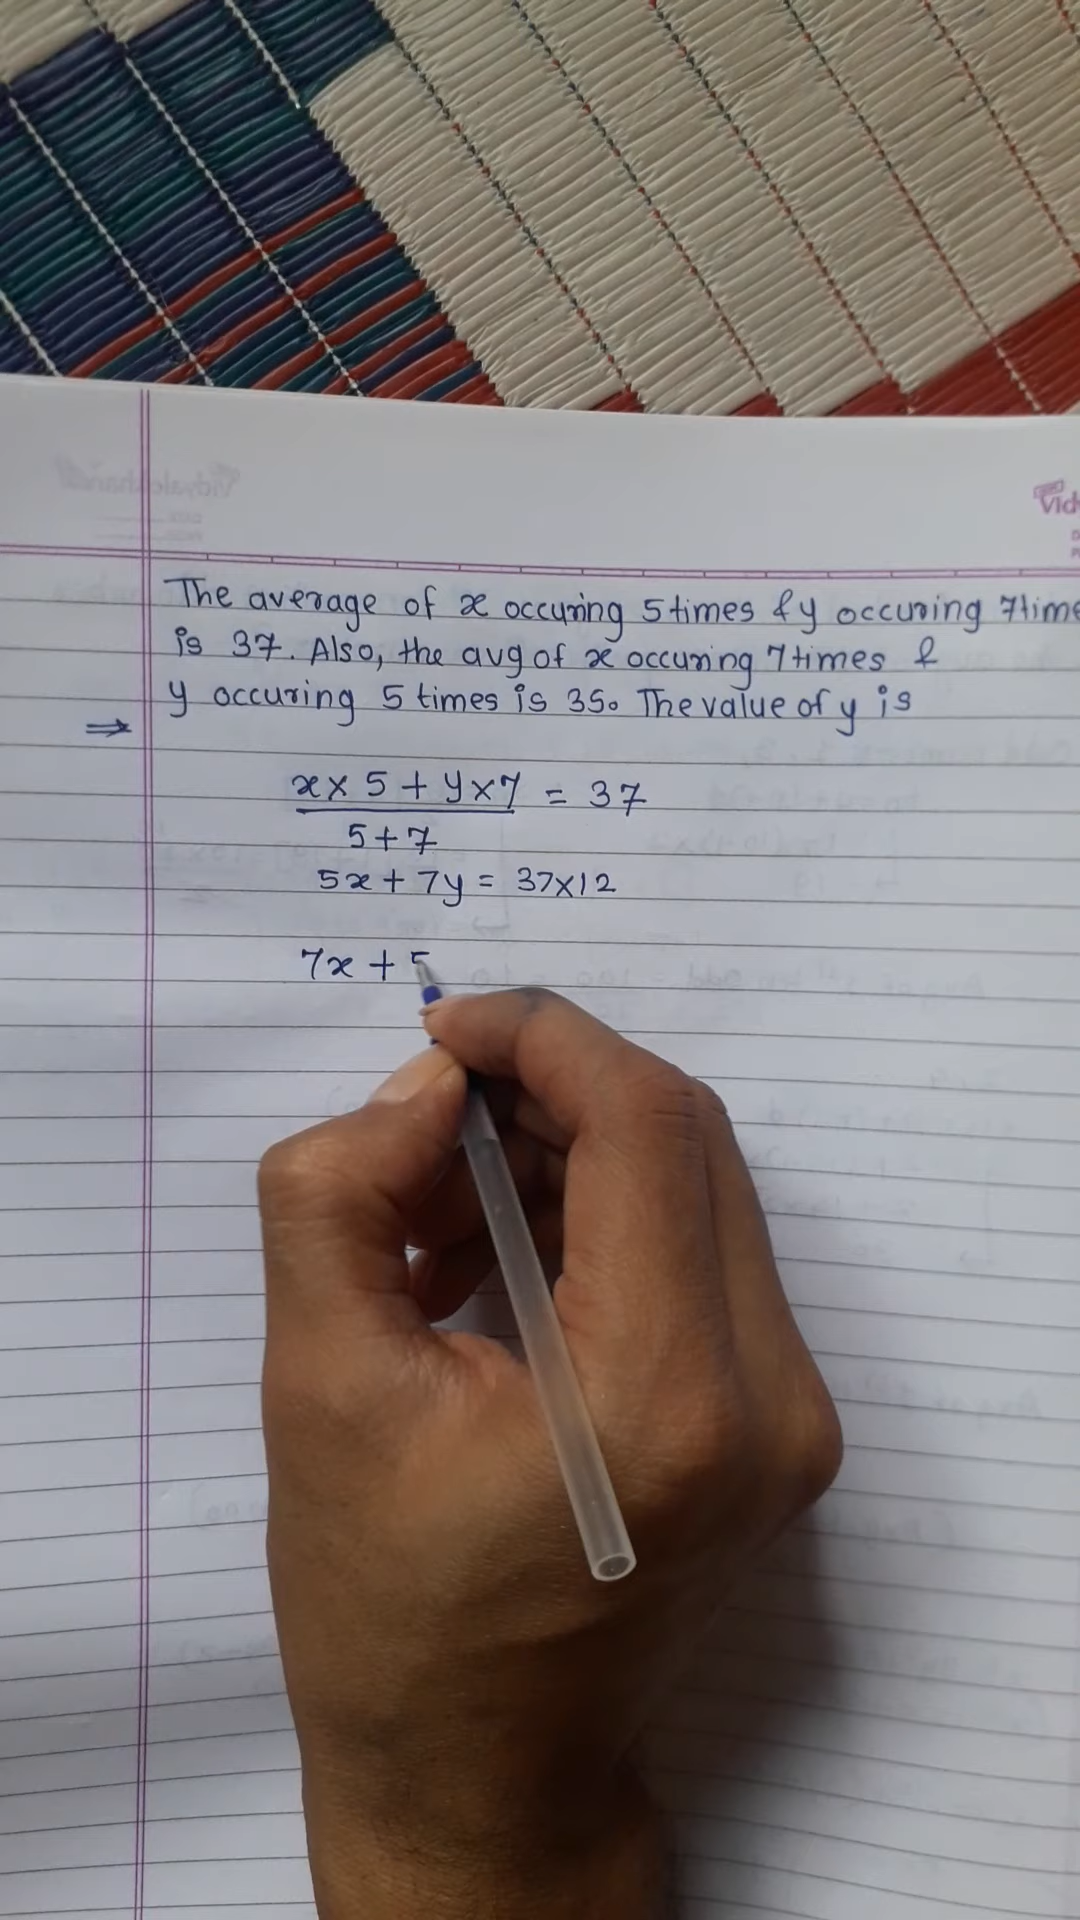 The average of x occuring 5 times & y occuring 7 time
is 37. Also, the avg of x occuring 7 times &
y occuring 5 times is 35. The value of y is
⇒
x × 5 + y × 7 = 37
5 + 7
5x + 7y = 37 × 12
7x + 5